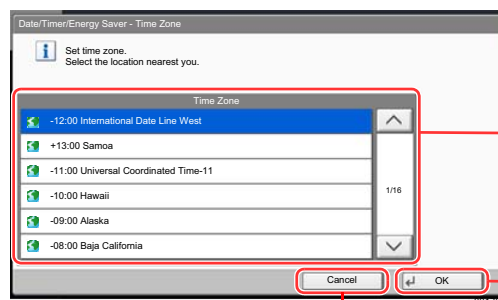 Date/Timer/Energy Saver - Time Zone
Set time zone.
Select the location nearest you.
Time Zone
-12:00 International Date Line West
+13:00 Samoa
-11:00 Universal Coordinated Time-11
-10:00 Hawaii
1/16
-09:00 Alaska
-08:00 Baja California
Cancel
OK